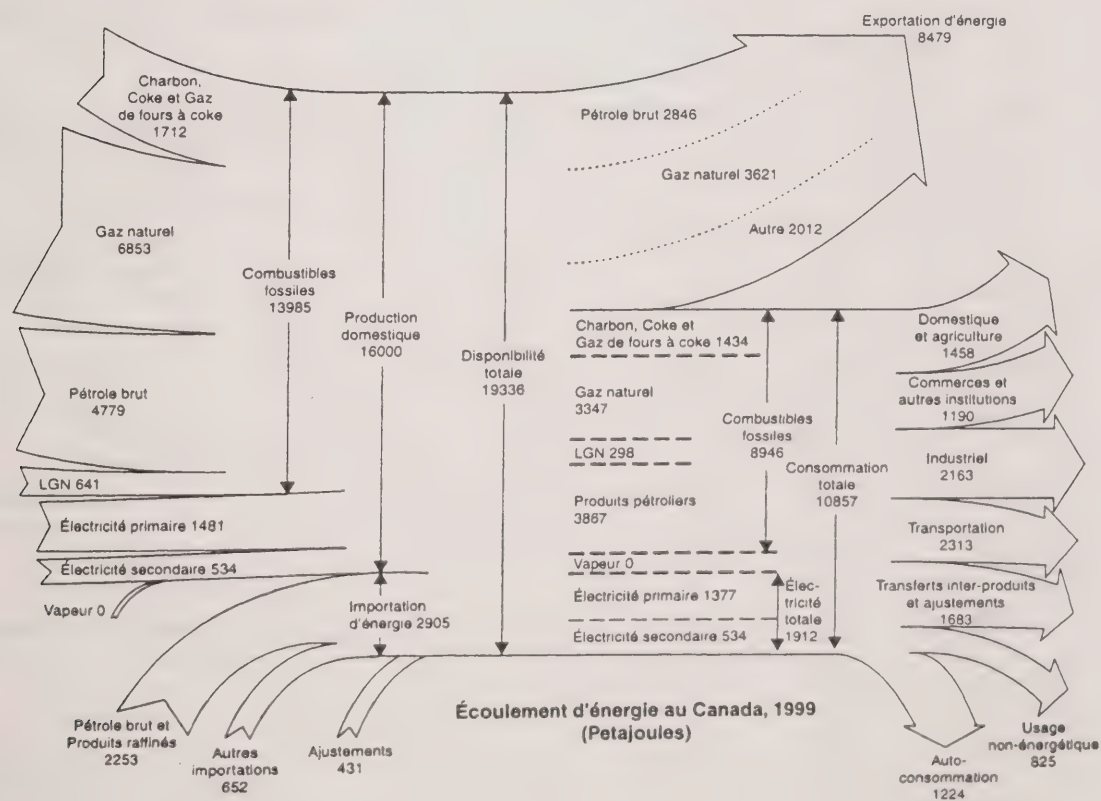 Exportation d'énergie
8479
Charbon,
Coke et Gaz
de fours à coke
1712
Pétrole brut 2846
Gaz naturel 3621
Autre 2012
Gaz naturel
6853
Combustibles
fossiles
13985
Production
domestique
16000
Disponibilité
totale
19336
Charbon, Coke et
Gaz de fours à coke 1434
Domestique
et agriculture
1458
Pétrole brut
4779
Gaz naturel
3347
Combustibles
fossiles
8946
Commerces et
autres institutions
1190
LGN 298
Consommation
totale
10857
Industriel
2163
LGN 641
Produits pétroliers
3867
Électricité primaire 1481
Transportation
2313
Électricité secondaire 534
Vapeur 0
Vapeur 0
Importation
d'énergie 2905
Électricité primaire 1377
Élec-
tricité
totale
1912
Transferts inter-produits
et ajustements
1683
Électricité secondaire 534
Pétrole brut et
Produits raffinés
2253
Autres
importations
652
Ajustements
431
Écoulement d'énergie au Canada, 1999
(Petajoules)
Usage
non-énergétique
825
Auto-
consommation
1224